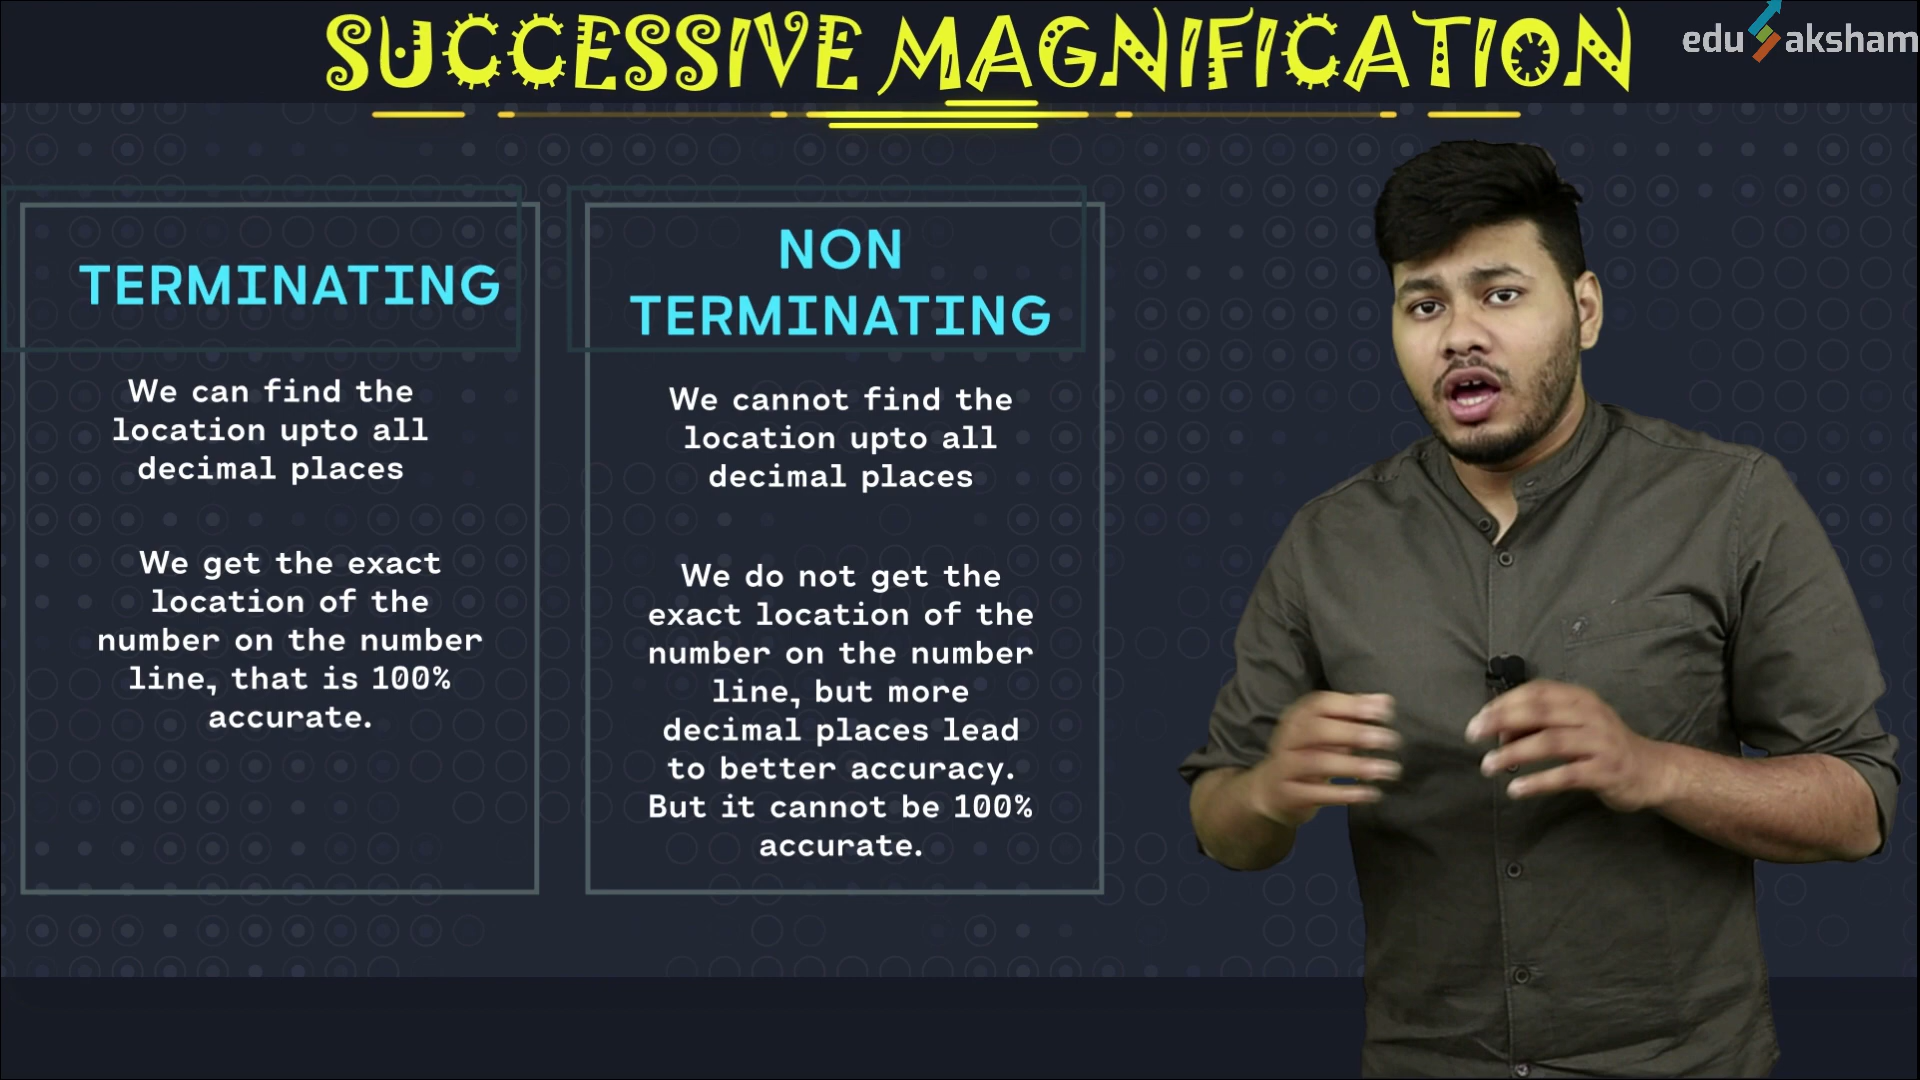 SUCCESSIVE MAGNIFICATION
edu aksham
TERMINATING
We can find the
location upto all
decimal places
We get the exact
location of the
number on the number
line, that is 100%
accurate.
NON
TERMINATING
We cannot find the
location upto all
decimal places
We do not get the
exact location of the
number on the number
line, but more
decimal places lead
to better accuracy.
But it cannot be 100%
accurate.